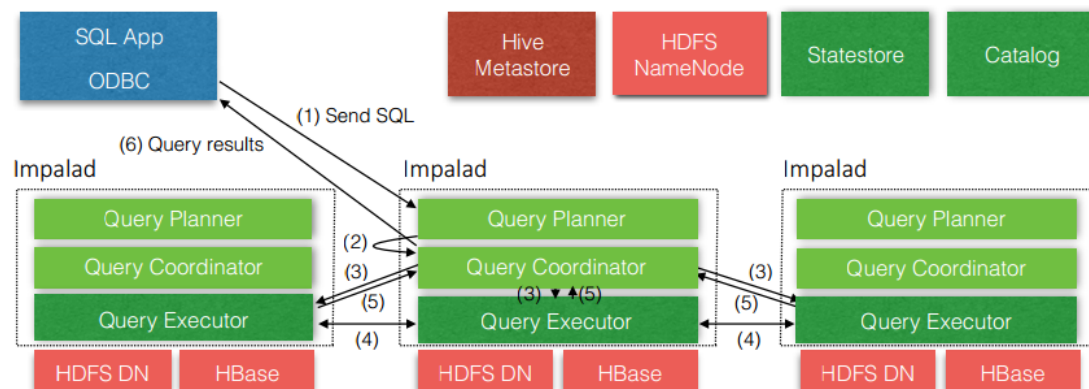 SQL App
ODBC
Hive
Metastore
HDFS
NameNode
Statestore
Catalog
(1) Send SQL
(6) Query results
Impalad
Impalad
Impalad
Query Planner
Query Planner
Query Planner
(2)
Query Coordinator
Query Coordinator
Query Coordinator
(3)
(3)
(3)
(5)
(5)
(5)
Query Executor
Query Executor
Query Executor
(4)
(4)
HDFS DN
HBase
HDFS DN
HBase
HDFS DN
HBase